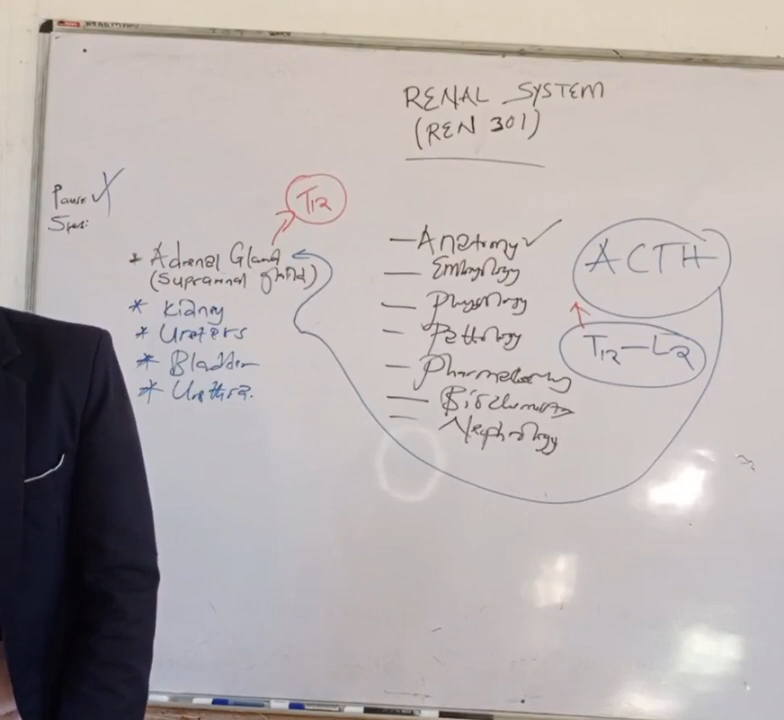 RENAL SYSTEM
(REN 301)
T12
* Adrenal Gland
(Suprarenal gland)
* Kidney
* Ureters
* Bladder
* Urethra.
— Anatomy ✓
— Embryology
— Physiology
— Pathology
— Pharmacology
— Biochemistry
— Nephrology
ACTH
T12–L2